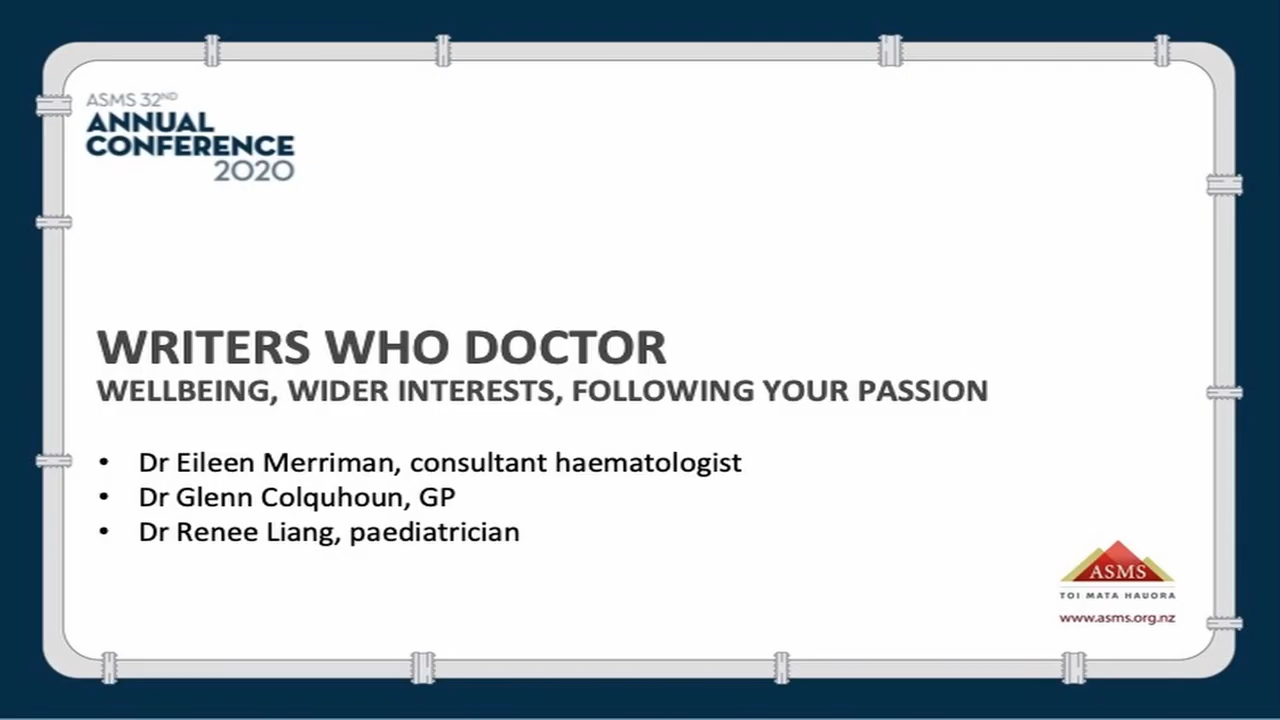 ASMS 32ND
ANNUAL
CONFERENCE
2020
WRITERS WHO DOCTOR
WELLBEING, WIDER INTERESTS, FOLLOWING YOUR PASSION
• Dr Eileen Merriman, consultant haematologist
• Dr Glenn Colquhoun, GP
• Dr Renee Liang, paediatrician
ASMS
TOI MATA HAUORA
www.asms.org.nz